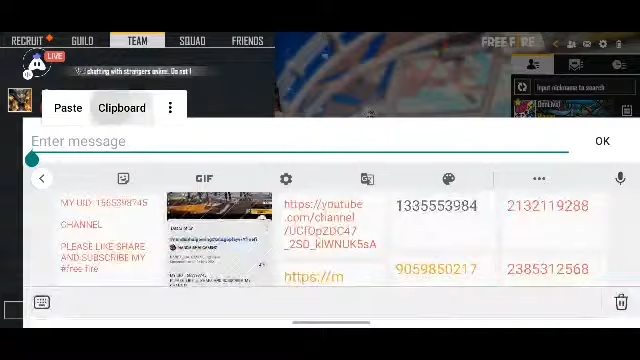 RECRUIT GUILD TEAM SQUAD FRIENDS
FREE FIRE
LIVE
chatting with strangers online. Do not
Input nickname to search
Paste Clipboard
Enter message
OK
GIF
MY UID: 1565398745
CHANNEL
PLEASE LIKE SHARE
AND SUBSCRIBE MY
#free fire
https://youtube
.com/channel
/UCfOpZDC47
_2SD_kIWNUK5sA
https://m
1335553984
9059850217
2132119288
2385312568